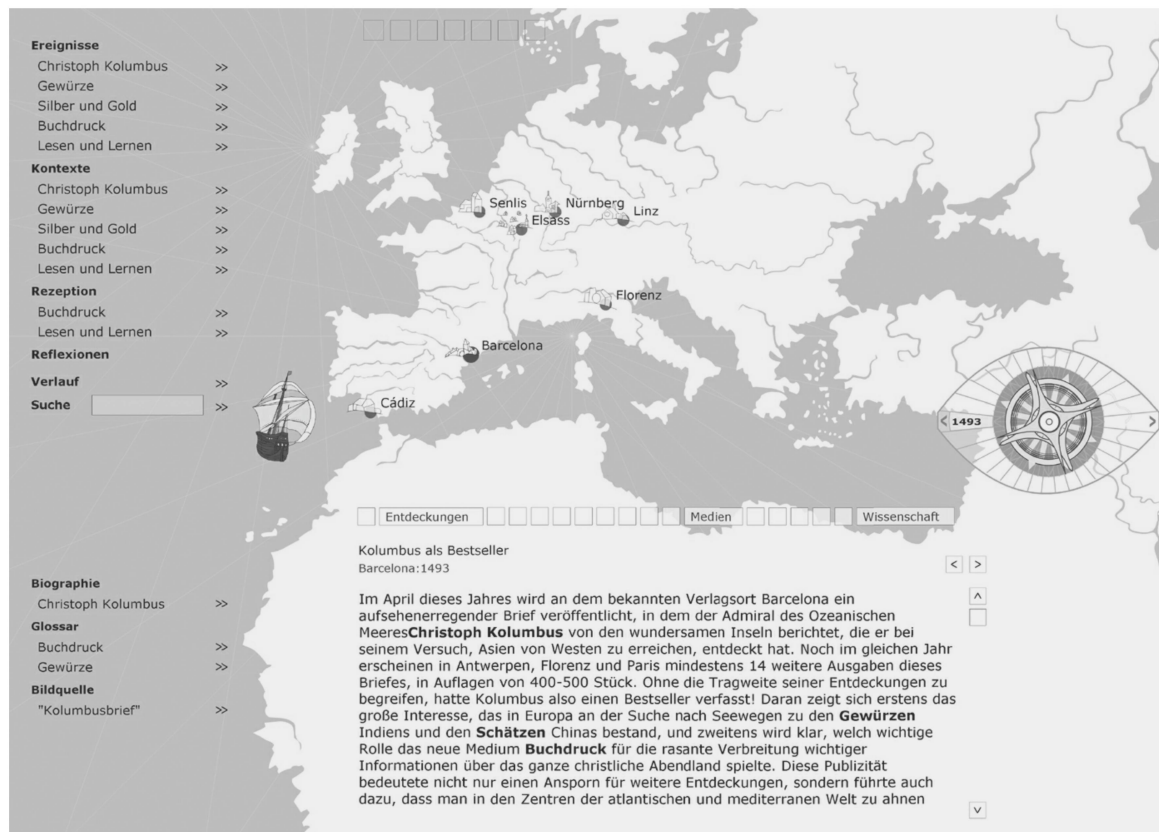 Ereignisse
Christoph Kolumbus >>
Gewürze >>
Silber und Gold >>
Buchdruck >>
Lesen und Lernen >>
Kontexte
Christoph Kolumbus >>
Gewürze >>
Silber und Gold >>
Buchdruck >>
Lesen und Lernen >>
Rezeption
Buchdruck >>
Lesen und Lernen >>
Reflexionen
Verlauf >>
Suche >>
Biographie
Christoph Kolumbus >>
Glossar
Buchdruck >>
Gewürze >>
Bildquelle
"Kolumbusbrief" >>
Senlis
Nürnberg
Elsass
Linz
Florenz
Barcelona
Cádiz
< 1493 >
Entdeckungen
Medien
Wissenschaft
Kolumbus als Bestseller
Barcelona:1493
< >
Im April dieses Jahres wird an dem bekannten Verlagsort Barcelona ein
aufsehenerregender Brief veröffentlicht, in dem der Admiral des Ozeanischen
MeeresChristoph Kolumbus von den wundersamen Inseln berichtet, die er bei
seinem Versuch, Asien von Westen zu erreichen, entdeckt hat. Noch im gleichen Jahr
erscheinen in Antwerpen, Florenz und Paris mindestens 14 weitere Ausgaben dieses
Briefes, in Auflagen von 400-500 Stück. Ohne die Tragweite seiner Entdeckungen zu
begreifen, hatte Kolumbus also einen Bestseller verfasst! Daran zeigt sich erstens das
große Interesse, das in Europa an der Suche nach Seewegen zu den Gewürzen
Indiens und den Schätzen Chinas bestand, und zweitens wird klar, welch wichtige
Rolle das neue Medium Buchdruck für die rasante Verbreitung wichtiger
Informationen über das ganze christliche Abendland spielte. Diese Publizität
bedeutete nicht nur einen Ansporn für weitere Entdeckungen, sondern führte auch
dazu, dass man in den Zentren der atlantischen und mediterranen Welt zu ahnen